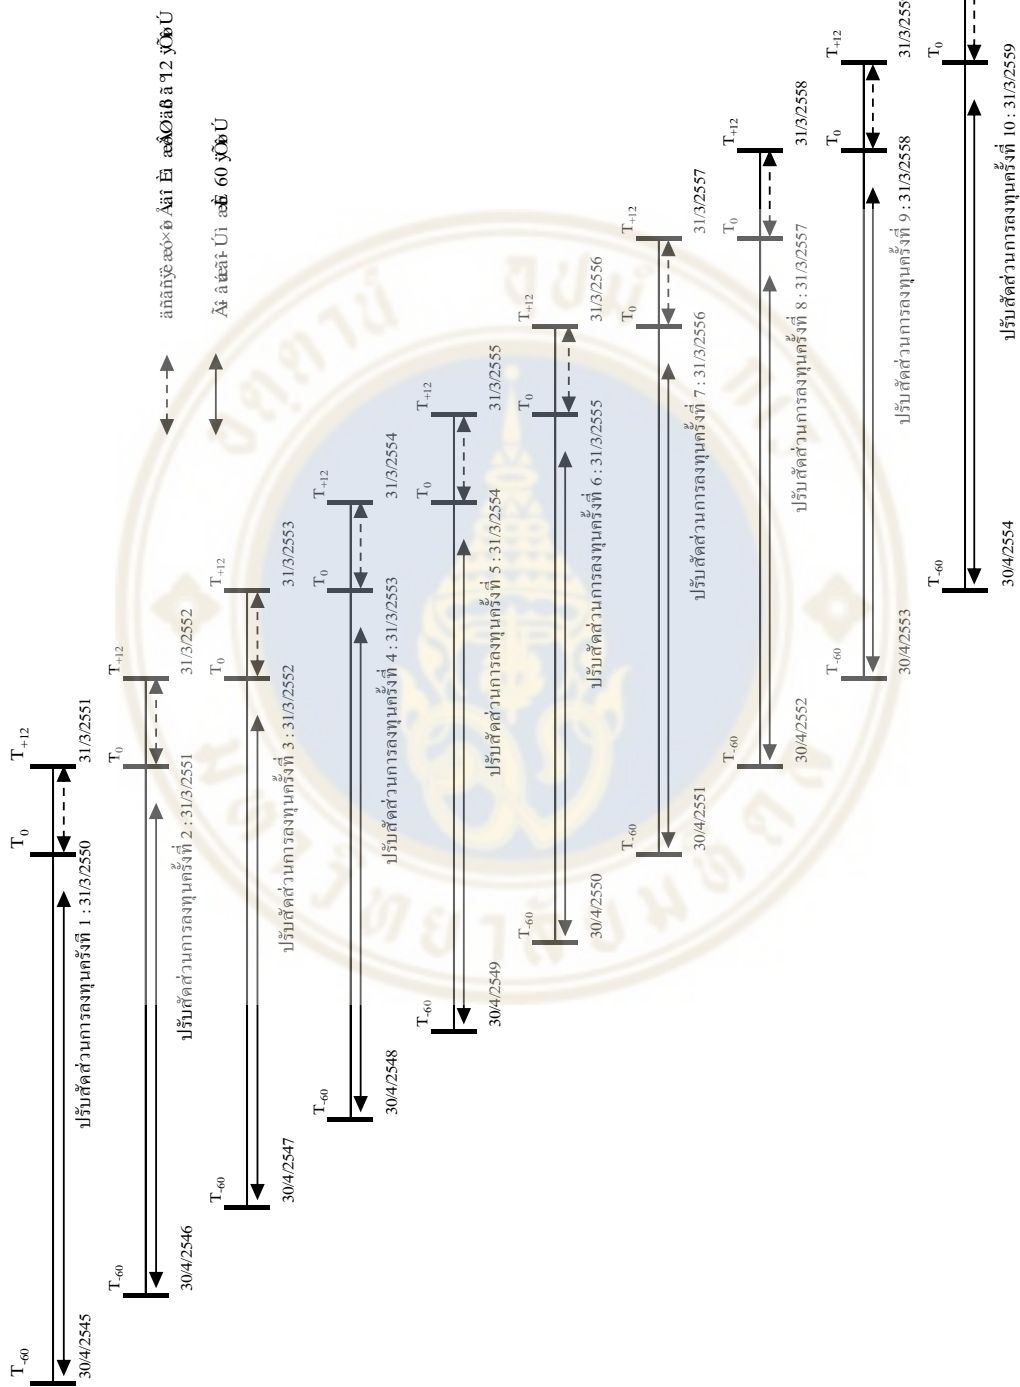 T-60
T0
T+12
30/4/2545
ปรับสัดส่วนการลงทุนครั้งที่ 1 : 31/3/2550
31/3/2551
T-60
T0
T+12
30/4/2546
ปรับสัดส่วนการลงทุนครั้งที่ 2 : 31/3/2551
31/3/2552
T-60
T0
T+12
30/4/2547
ปรับสัดส่วนการลงทุนครั้งที่ 3 : 31/3/2552
31/3/2553
T-60
T0
T+12
30/4/2548
ปรับสัดส่วนการลงทุนครั้งที่ 4 : 31/3/2553
31/3/2554
T-60
T0
T+12
30/4/2549
ปรับสัดส่วนการลงทุนครั้งที่ 5 : 31/3/2554
31/3/2555
T-60
T0
T+12
30/4/2550
ปรับสัดส่วนการลงทุนครั้งที่ 6 : 31/3/2555
31/3/2556
T-60
T0
T+12
30/4/2551
ปรับสัดส่วนการลงทุนครั้งที่ 7 : 31/3/2556
31/3/2557
T-60
T0
T+12
30/4/2552
ปรับสัดส่วนการลงทุนครั้งที่ 8 : 31/3/2557
31/3/2558
T-60
T0
T+12
30/4/2553
ปรับสัดส่วนการลงทุนครั้งที่ 9 : 31/3/2558
T-60
T0
30/4/2554
ปรับสัดส่วนการลงทุนครั้งที่ 10 : 31/3/2559